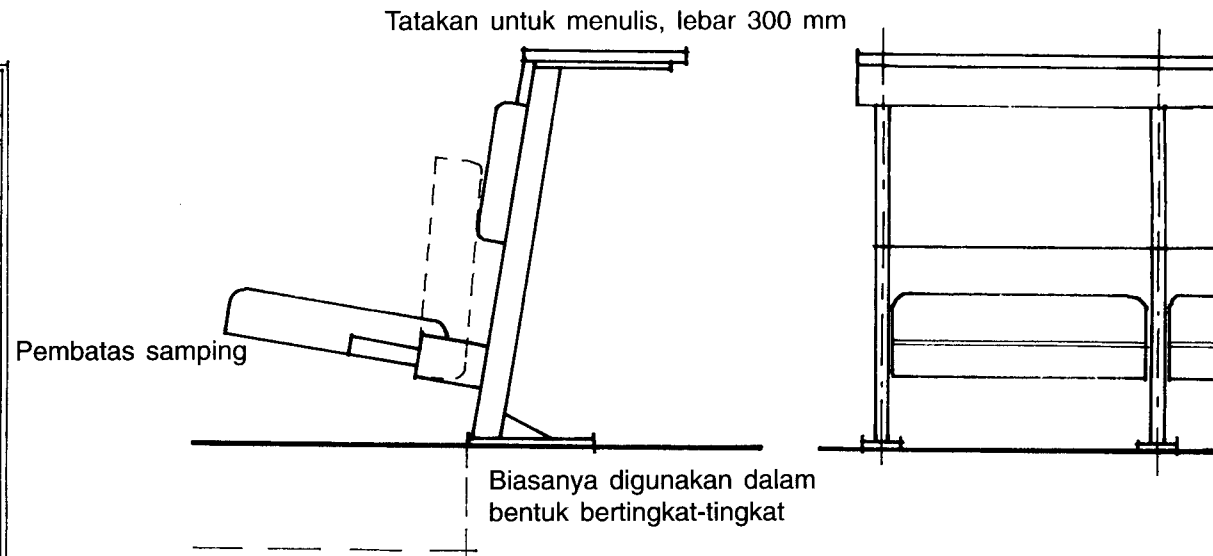 Tatakan untuk menulis, lebar 300 mm
Pembatas samping
Biasanya digunakan dalam
bentuk bertingkat-tingkat